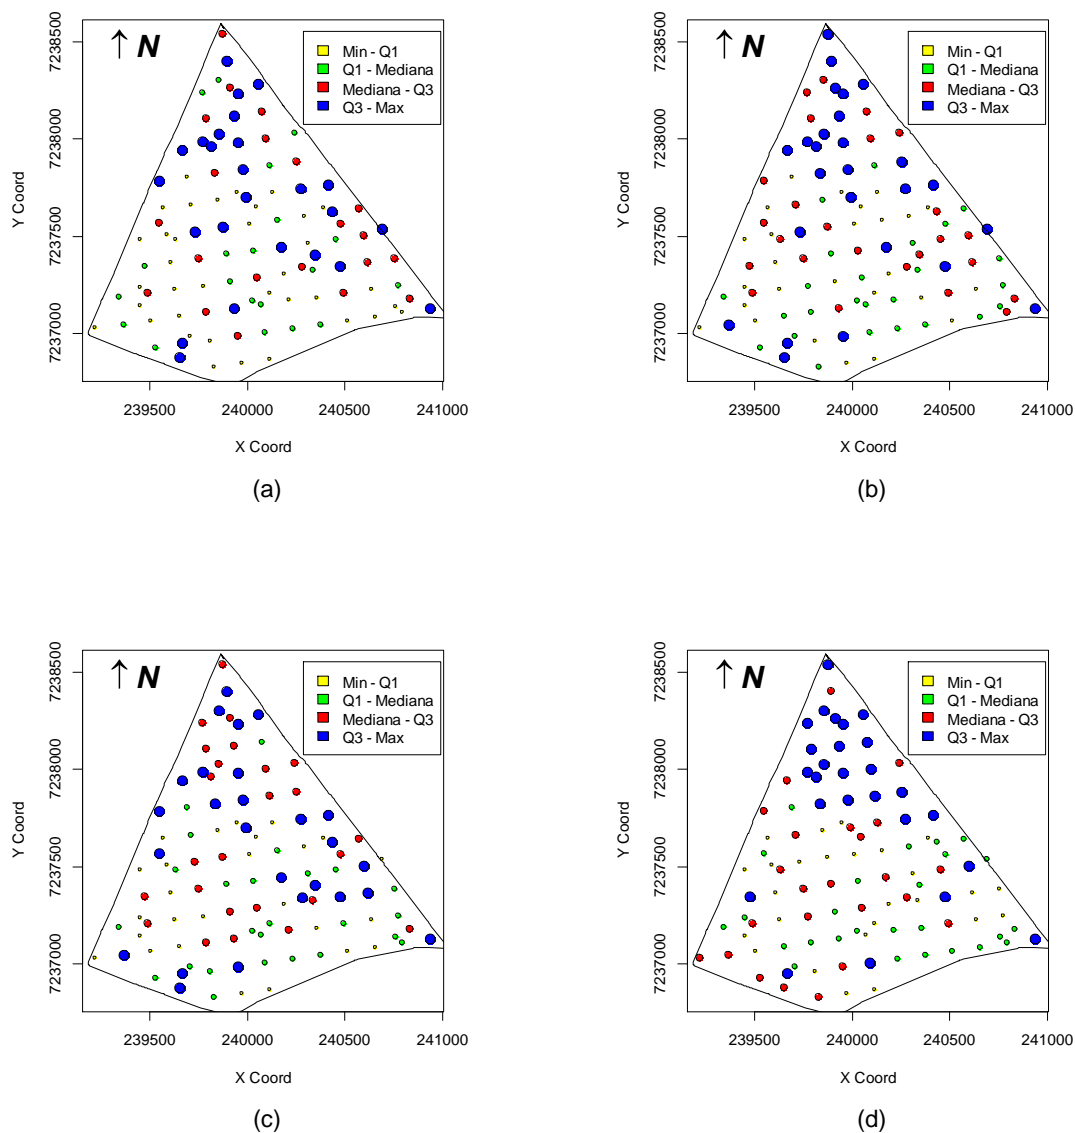 ↑ N
Min - Q1
Q1 - Mediana
Mediana - Q3
Q3 - Max
7238500
7238000
7237500
7237000
Y Coord
239500 240000 240500 241000
X Coord
(a)
↑ N
Min - Q1
Q1 - Mediana
Mediana - Q3
Q3 - Max
7238500
7238000
7237500
7237000
Y Coord
239500 240000 240500 241000
X Coord
(b)
↑ N
Min - Q1
Q1 - Mediana
Mediana - Q3
Q3 - Max
7238500
7238000
7237500
7237000
Y Coord
239500 240000 240500 241000
X Coord
(c)
↑ N
Min - Q1
Q1 - Mediana
Mediana - Q3
Q3 - Max
7238500
7238000
7237500
7237000
Y Coord
239500 240000 240500 241000
X Coord
(d)